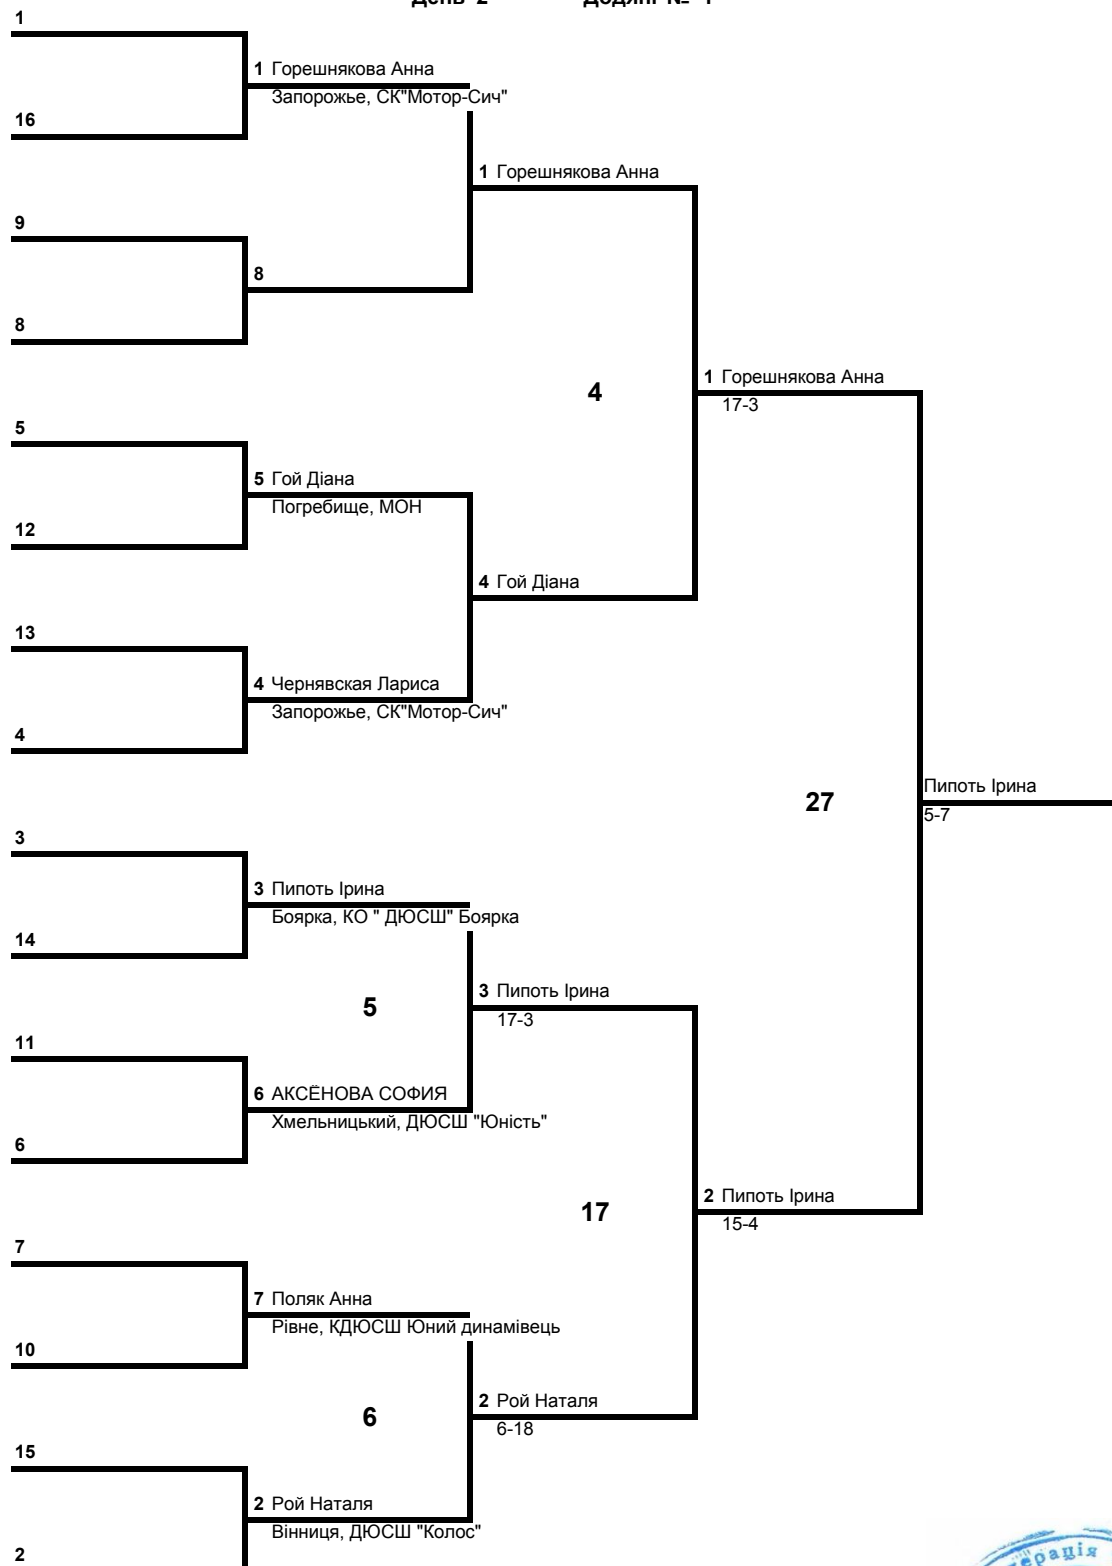 День 2 Додянг № 1
1
1 Горешнякова Анна
Запорожье, СК"Мотор-Сич"
16
1 Горешнякова Анна
9
8
8
1 Горешнякова Анна
4
17-3
5
5 Гой Діана
Погребище, МОН
12
4 Гой Діана
13
4 Чернявская Лариса
Запорожье, СК"Мотор-Сич"
4
Пипоть Ірина
27
5-7
3
3 Пипоть Ірина
Боярка, КО " ДЮСШ" Боярка
14
3 Пипоть Ірина
5
17-3
11
6 АКСЁНОВА СОФИЯ
Хмельницький, ДЮСШ "Юність"
6
2 Пипоть Ірина
17
15-4
7
7 Поляк Анна
Рівне, КДЮСШ Юний динамівець
10
2 Рой Наталя
6
6-18
15
2 Рой Наталя
Вінниця, ДЮСШ "Колос"
2